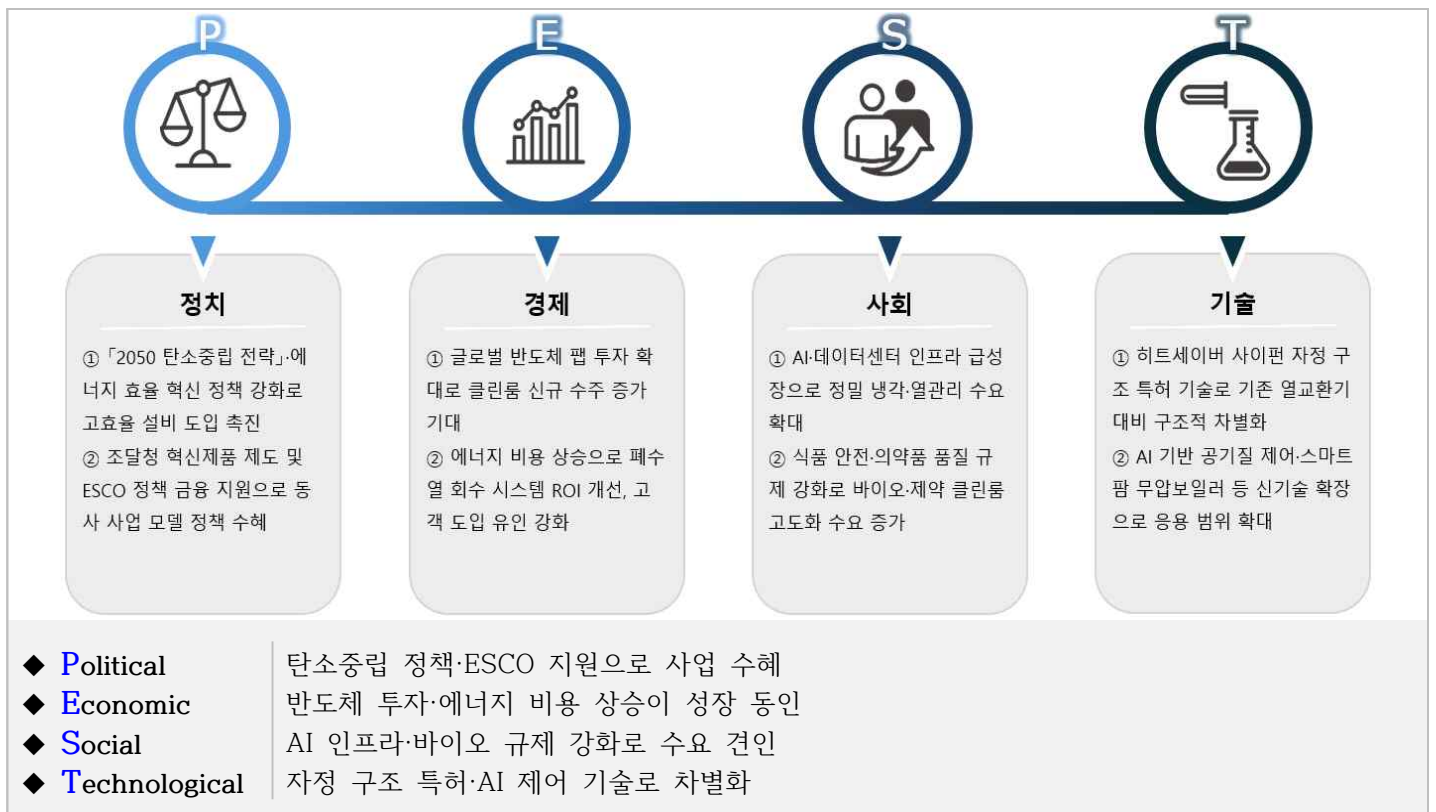 P E S T
정치
① 「2050 탄소중립 전략」·에
너지 효율 혁신 정책 강화로
고효율 설비 도입 촉진
② 조달청 혁신제품 제도 및
ESCO 정책 금융 지원으로 동
사 사업 모델 정책 수혜
경제
① 글로벌 반도체 팹 투자 확
대로 클린룸 신규 수주 증가
기대
② 에너지 비용 상승으로 폐수
열 회수 시스템 ROI 개선, 고
객 도입 유인 강화
사회
① AI·데이터센터 인프라 급성
장으로 정밀 냉각·열관리 수요
확대
② 식품 안전·의약품 품질 규
제 강화로 바이오·제약 클린룸
고도화 수요 증가
기술
① 히트세이버 사이펀 자정 구
조 특허 기술로 기존 열교환기
대비 구조적 차별화
② AI 기반 공기질 제어·스마트
팜 무압보일러 등 신기술 확장
으로 응용 범위 확대
◆ Political 탄소중립 정책·ESCO 지원으로 사업 수혜
◆ Economic 반도체 투자·에너지 비용 상승이 성장 동인
◆ Social AI 인프라·바이오 규제 강화로 수요 견인
◆ Technological 자정 구조 특허·AI 제어 기술로 차별화